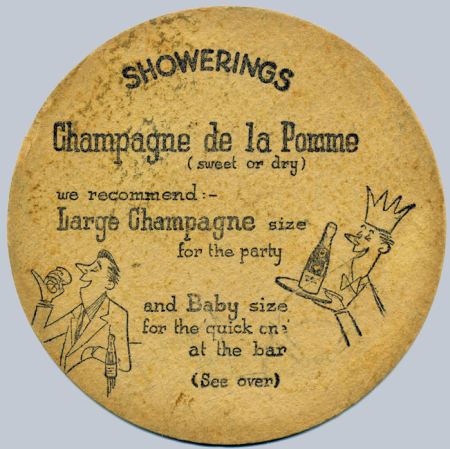 SHOWERINGS
Champagne de la Pomme
(sweet or dry)
we recommend :-
Large Champagne size
for the party
and Baby size
for the quick one
at the bar
(See over)